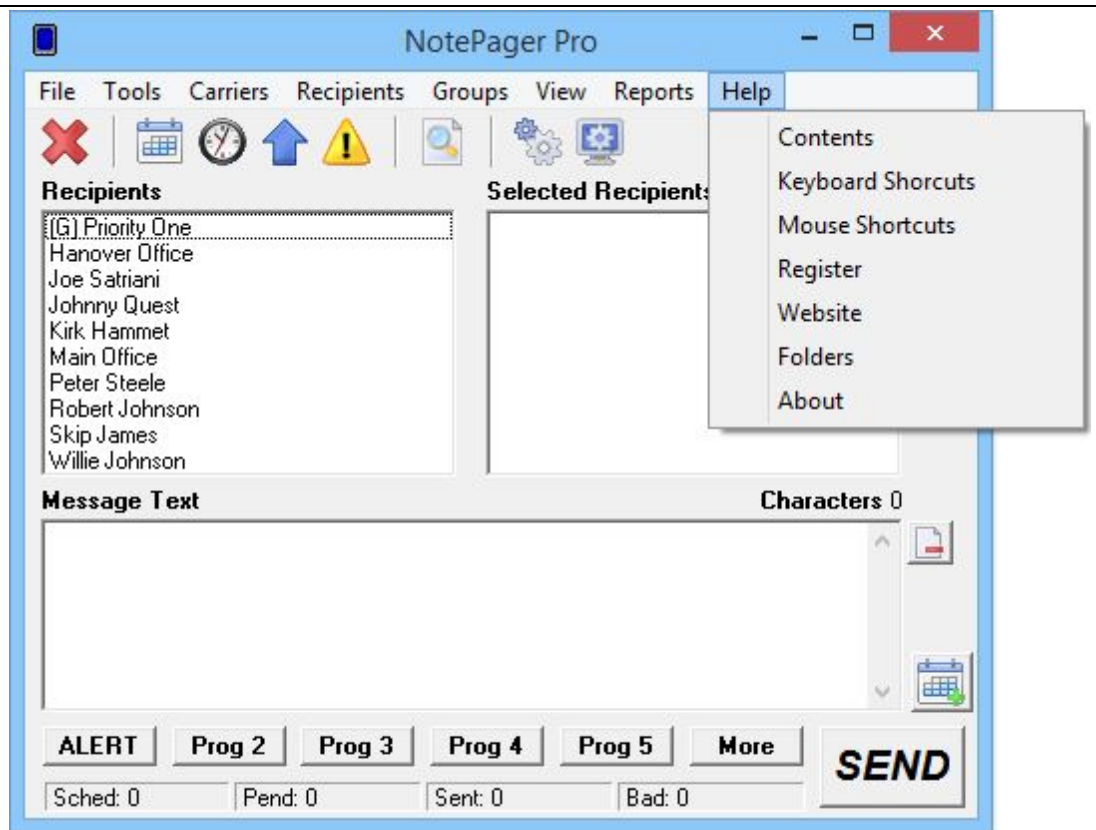 NotePager Pro
File Tools Carriers Recipients Groups View Reports Help
Contents
Keyboard Shorcuts
Mouse Shortcuts
Register
Website
Folders
About
Recipients
(G) Priority One
Hanover Office
Joe Satriani
Johnny Quest
Kirk Hammet
Main Office
Peter Steele
Robert Johnson
Skip James
Willie Johnson
Selected Recipients
Message Text
Characters 0
ALERT Prog 2 Prog 3 Prog 4 Prog 5 More
SEND
Sched: 0 Pend: 0 Sent: 0 Bad: 0